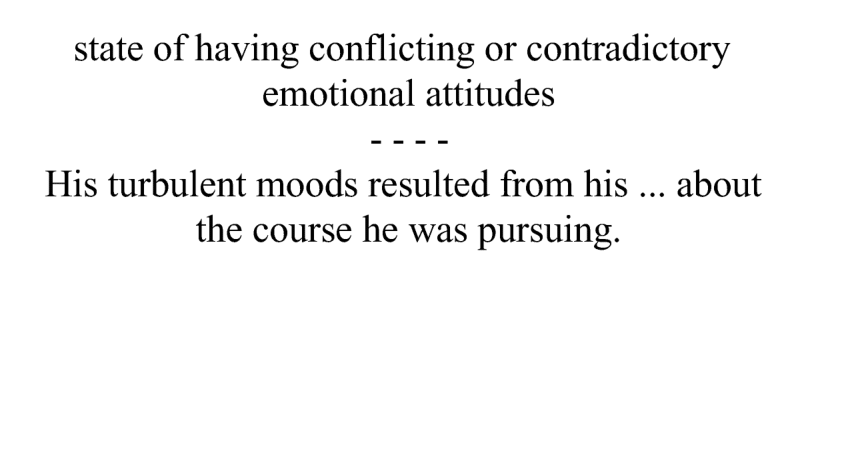 state of having conflicting or contradictory
emotional attitudes
- - - -
His turbulent moods resulted from his ... about
the course he was pursuing.